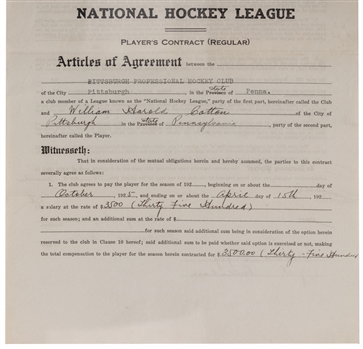 NATIONAL HOCKEY LEAGUE
PLAYER'S CONTRACT (REGULAR)
Articles of Agreement between the
PITTSBURGH PROFESSIONAL HOCKEY CLUB
of the City Pittsburgh in the Province of State Penna.
a club member of a League known as the "National Hockey League," party of the first part, hereinafter called the Club
and William Harold Cotton of the City of
Pittsburgh in the Province State of Pennsylvania party of the second part,
hereinafter called the Player.
Witnesseth:
That in consideration of the mutual obligations herein and hereby assumed, the parties to this contract
severally agree as follows:
1. The club agrees to pay the player for the season of 192 beginning on or about the day of
October 1925 and ending on or about the April day of 15th, 192
a salary at the rate of $3500 (Thirty Five Hundred)
for such season; and an additional sum at the rate of $
for such season said additional sum being in consideration of the option herein
reserved to the club in Clause 10 hereof; said additional sum to be paid whether said option is exercised or not, making
the total compensation to the player for the season herein contracted for $3500.00 (Thirty-Five Hundred